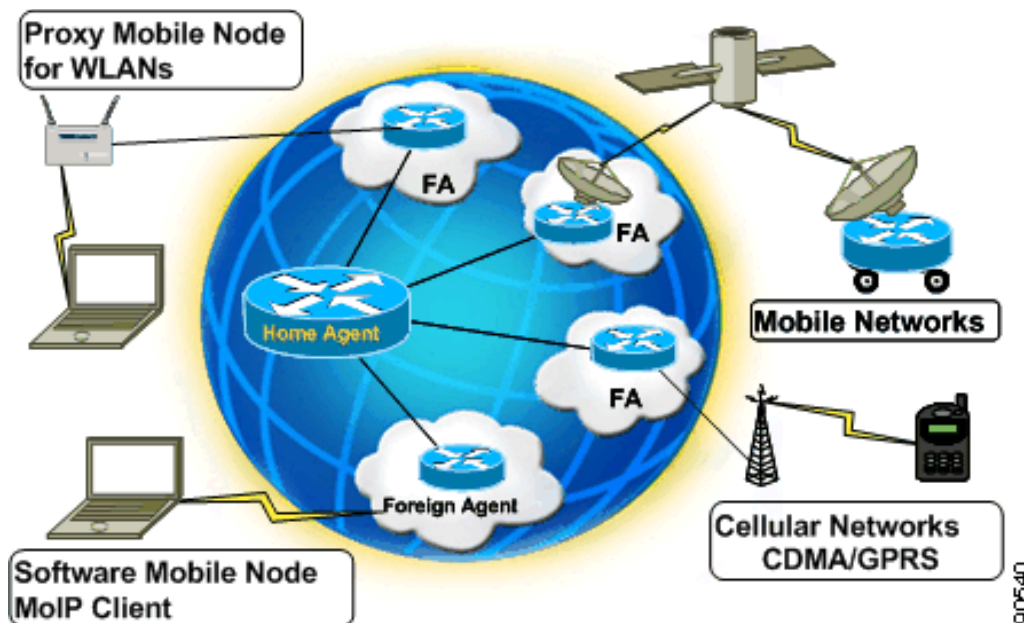 Proxy Mobile Node
for WLANs
FA
FA
Home Agent
Mobile Networks
FA
Foreign Agent
Cellular Networks
CDMA/GPRS
Software Mobile Node
MoIP Client
90540